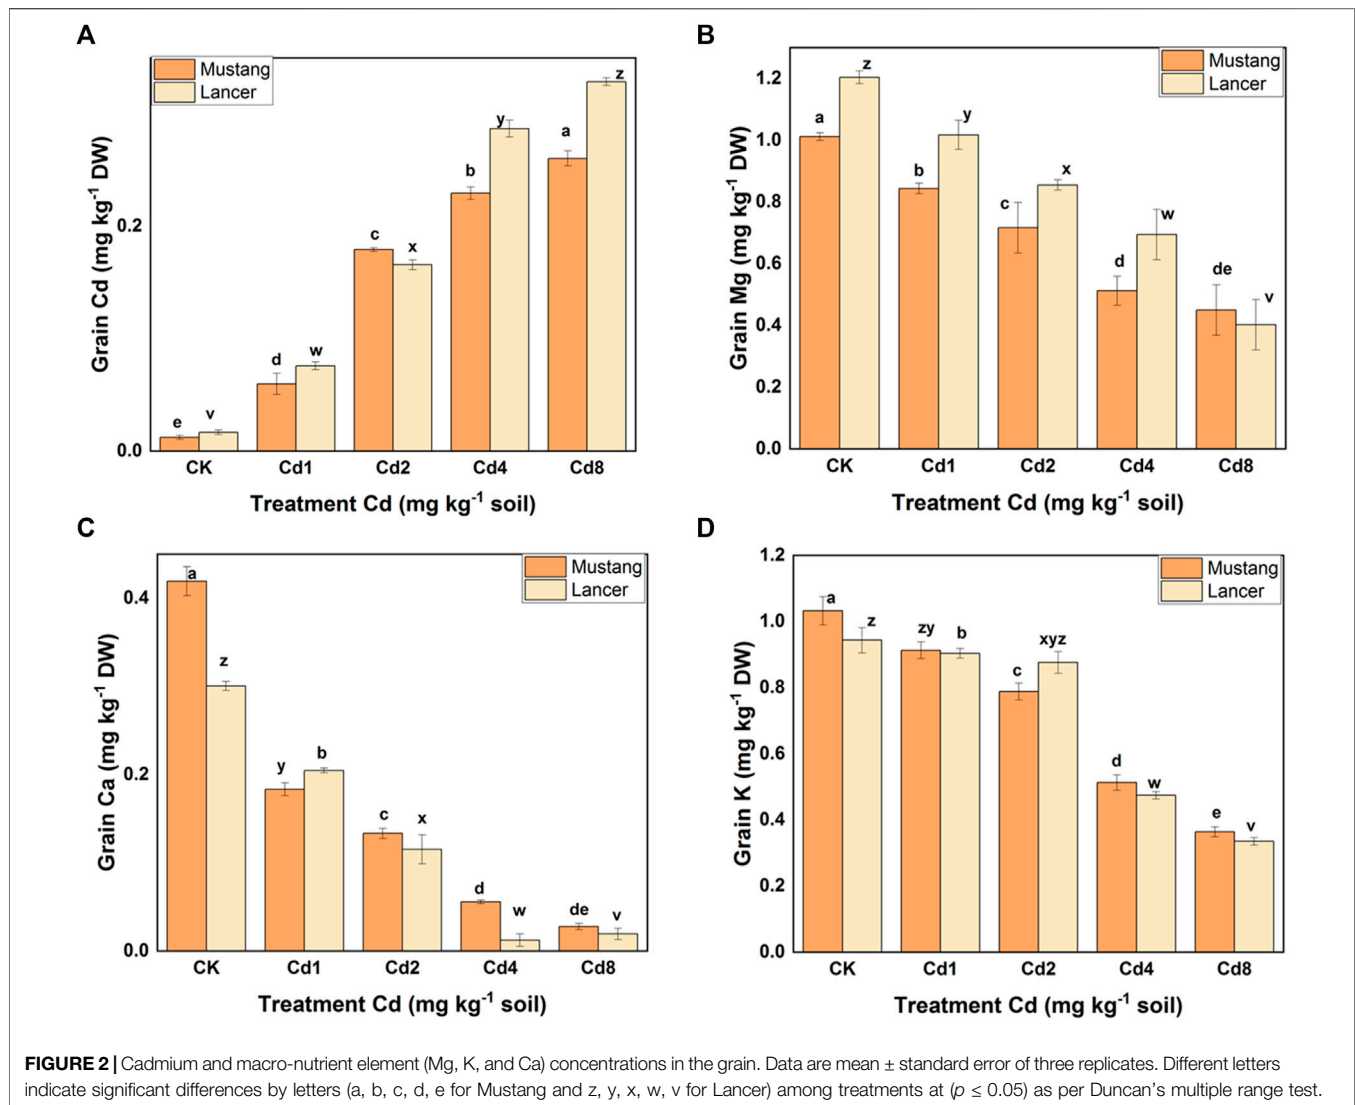 A
Mustang
Lancer
Grain Cd (mg kg⁻¹ DW)
0.2
0.0
e v d w c x b y a z
CK Cd1 Cd2 Cd4 Cd8
Treatment Cd (mg kg⁻¹ soil)
B
Mustang
Lancer
Grain Mg (mg kg⁻¹ DW)
1.2
1.0
0.8
0.6
0.4
0.2
0.0
a z b y c x d w de v
CK Cd1 Cd2 Cd4 Cd8
Treatment Cd (mg kg⁻¹ soil)
C
Mustang
Lancer
Grain Ca (mg kg⁻¹ DW)
0.4
0.2
0.0
a z y b c x d w de v
CK Cd1 Cd2 Cd4 Cd8
Treatment Cd (mg kg⁻¹ soil)
D
Mustang
Lancer
Grain K (mg kg⁻¹ DW)
1.2
1.0
0.8
0.6
0.4
0.2
0.0
a z zy b c xyz d w e v
CK Cd1 Cd2 Cd4 Cd8
Treatment Cd (mg kg⁻¹ soil)
FIGURE 2 | Cadmium and macro-nutrient element (Mg, K, and Ca) concentrations in the grain. Data are mean ± standard error of three replicates. Different letters
indicate significant differences by letters (a, b, c, d, e for Mustang and z, y, x, w, v for Lancer) among treatments at (p ≤ 0.05) as per Duncan's multiple range test.